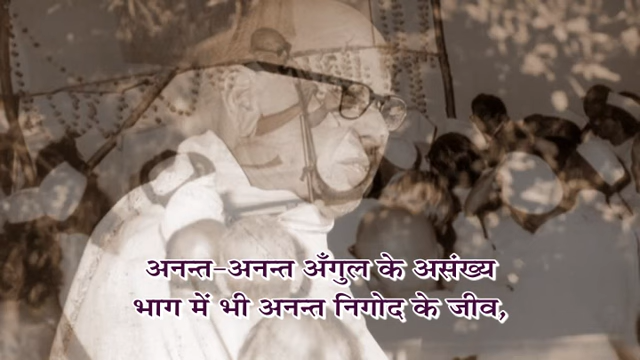 अनन्त-अनन्त अँगुल के असंख्य
भाग में भी अनन्त निगोद के जीव,